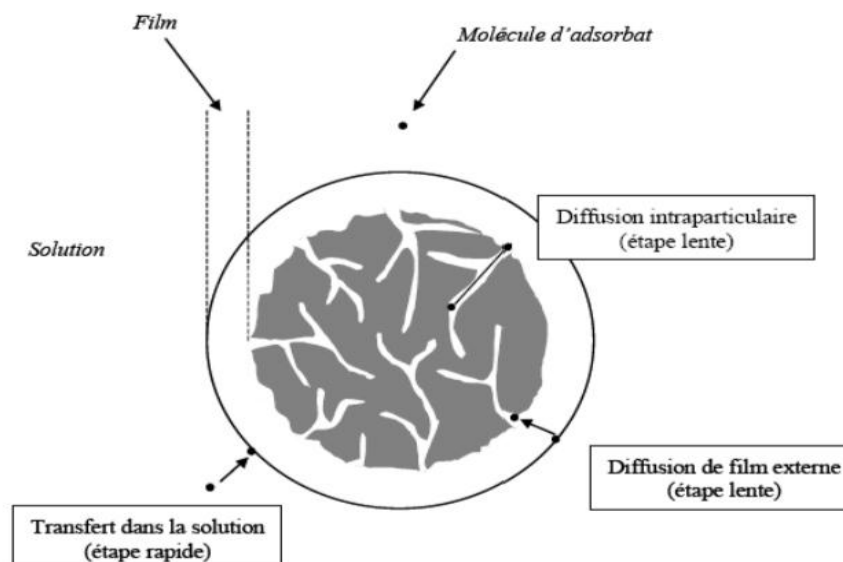 Film
Molécule d'adsorbat
Solution
Diffusion intraparticulaire
(étape lente)
Diffusion de film externe
(étape lente)
Transfert dans la solution
(étape rapide)